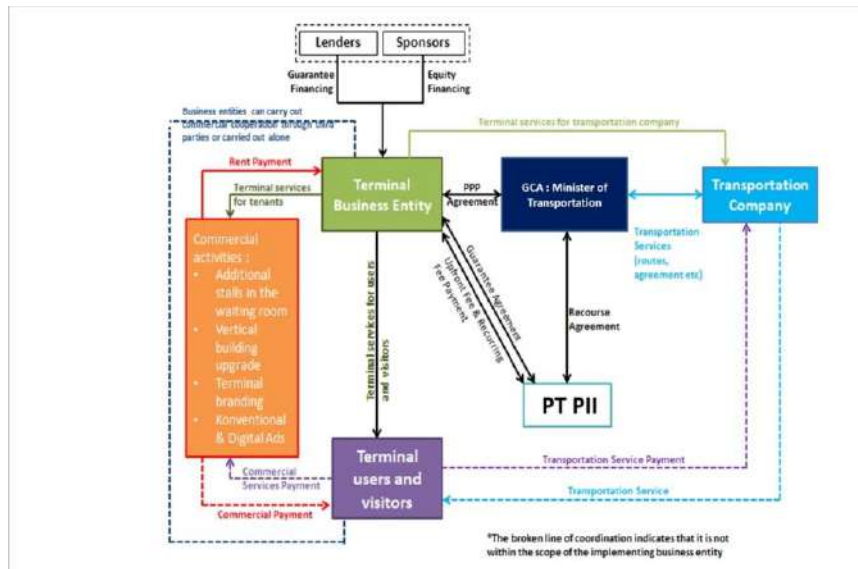 Lenders
Sponsors
Guarantee
Financing
Equity
Financing
Business entities can carry out
commercial cooperation through third
parties or carried out alone
Terminal services for transportation company
Rent Payment
Terminal services
for tenants
Terminal
Business Entity
PPP
Agreement
GCA : Minister of
Transportation
Transportation
Company
Transportation
Services
(routes,
agreement etc)
Commercial
activities :
• Additional
stalls in the
waiting room
• Vertical
building
upgrade
• Terminal
branding
• Konventional
& Digital Ads
Terminal services for users
and visitors
Guarantee Agreement
Upfront Fee & Recurring
Fee Payment
Recourse
Agreement
PT PII
Terminal
users and
visitors
Commercial
Services Payment
Commercial Payment
Transportation Service Payment
Transportation Service
*The broken line of coordination indicates that it is not
within the scope of the implementing business entity